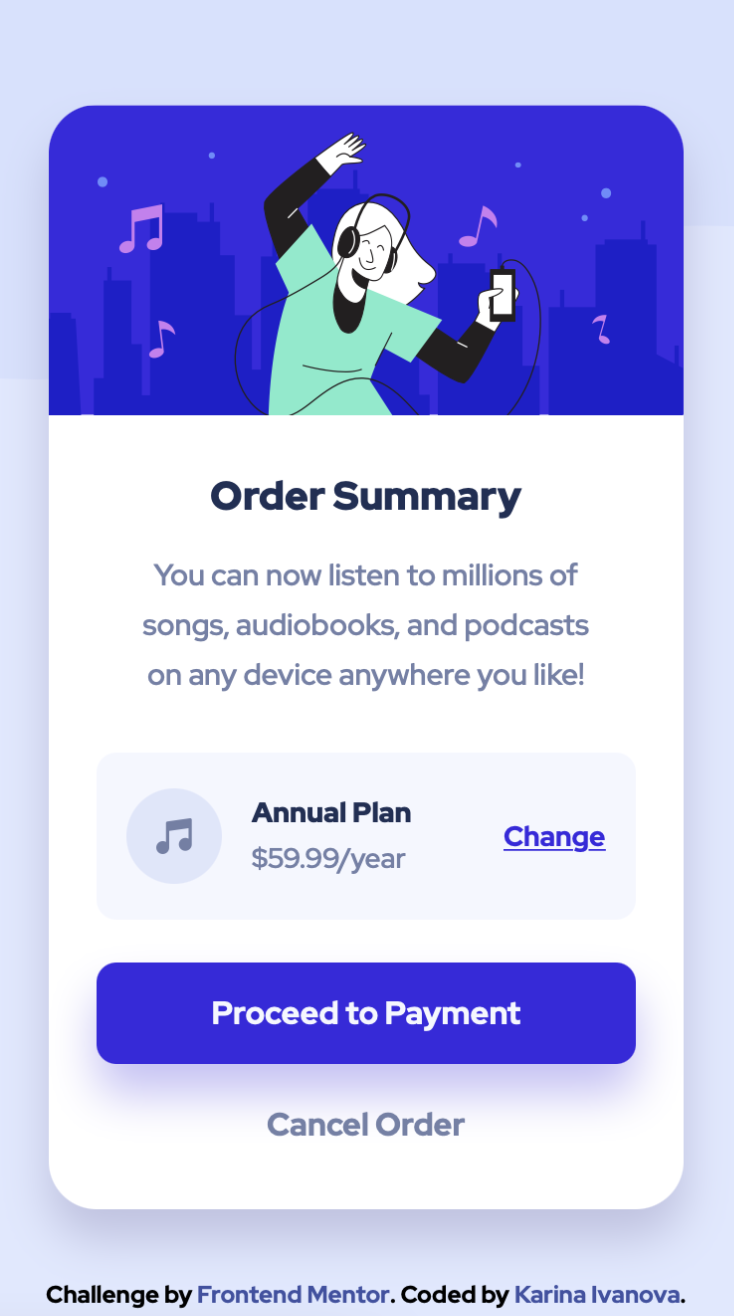 Order Summary
You can now listen to millions of
songs, audiobooks, and podcasts
on any device anywhere you like!
Annual Plan
$59.99/year
Change
Proceed to Payment
Cancel Order
Challenge by Frontend Mentor. Coded by Karina Ivanova.